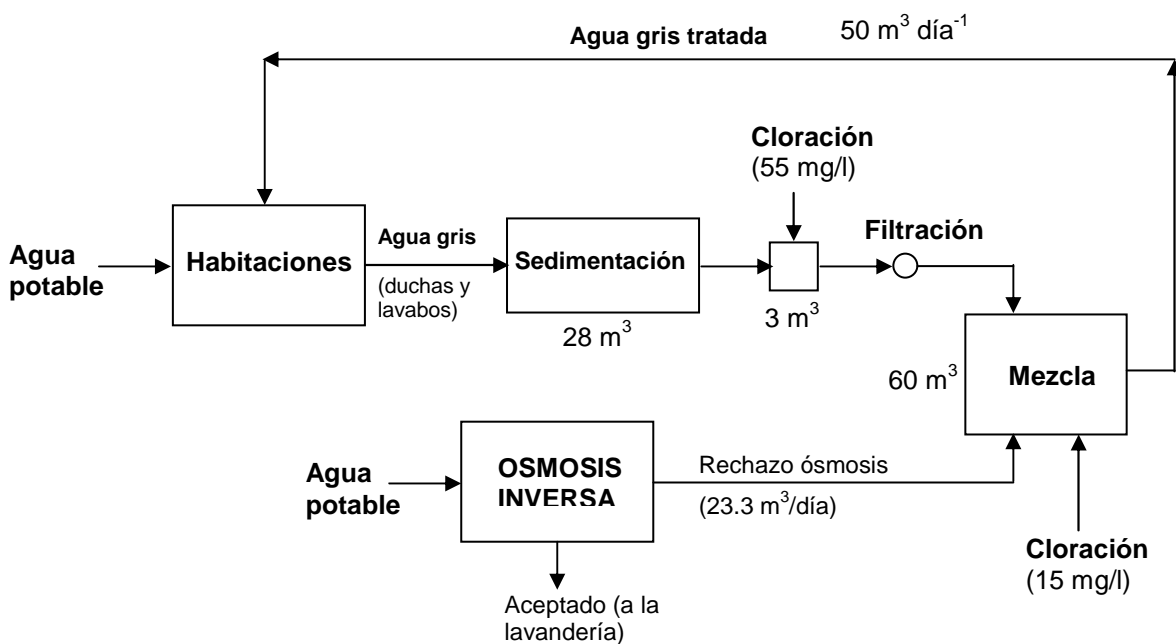 Agua gris tratada 50 m³ día⁻¹
Cloración
(55 mg/l)
Filtración
Agua
potable
Habitaciones
Agua gris
(duchas y
lavabos)
Sedimentación
28 m³
3 m³
60 m³
Mezcla
Agua
potable
OSMOSIS
INVERSA
Rechazo ósmosis
(23.3 m³/día)
Cloración
(15 mg/l)
Aceptado (a la
lavandería)